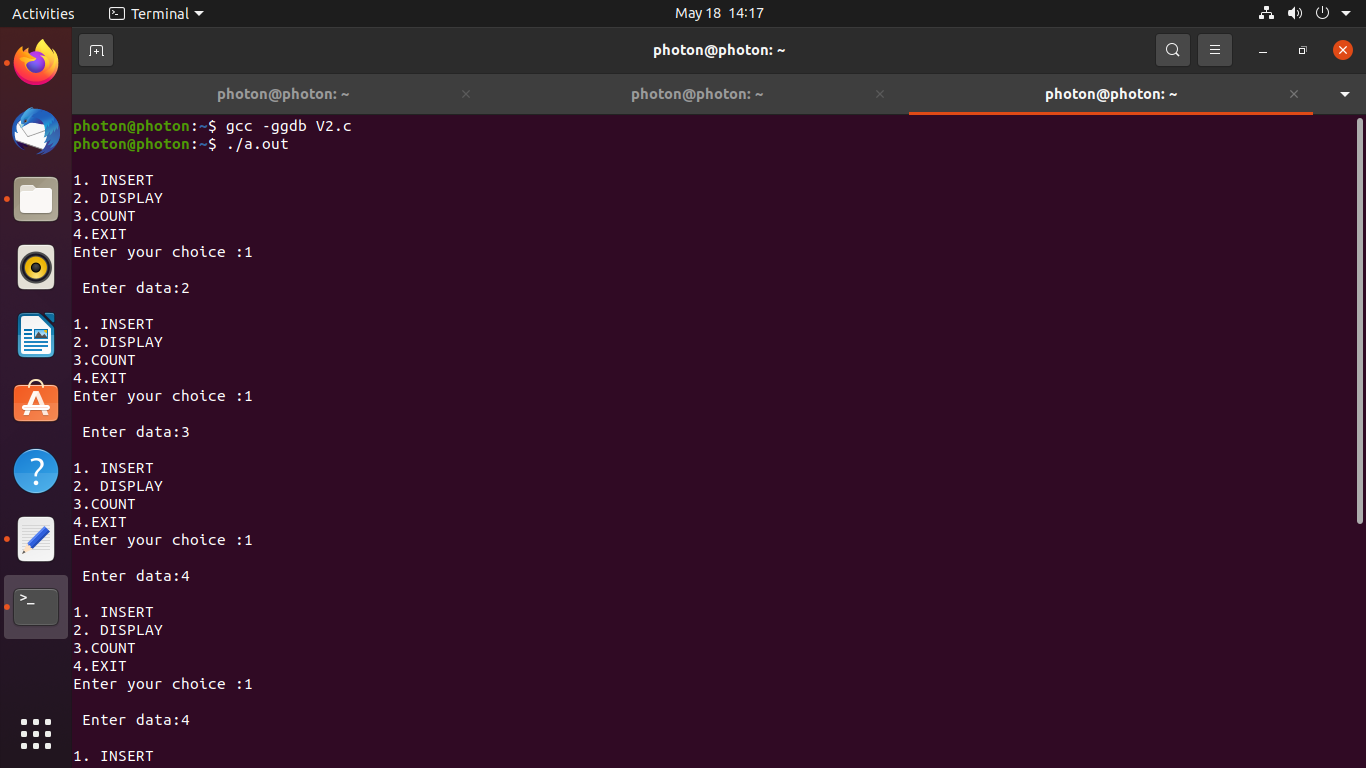 Activities Terminal May 18 14:17
photon@photon: ~
photon@photon: ~ photon@photon: ~ photon@photon: ~
photon@photon:~$ gcc -ggdb V2.c
photon@photon:~$ ./a.out
1. INSERT
2. DISPLAY
3.COUNT
4.EXIT
Enter your choice :1
Enter data:2
1. INSERT
2. DISPLAY
3.COUNT
4.EXIT
Enter your choice :1
Enter data:3
1. INSERT
2. DISPLAY
3.COUNT
4.EXIT
Enter your choice :1
Enter data:4
1. INSERT
2. DISPLAY
3.COUNT
4.EXIT
Enter your choice :1
Enter data:4
1. INSERT